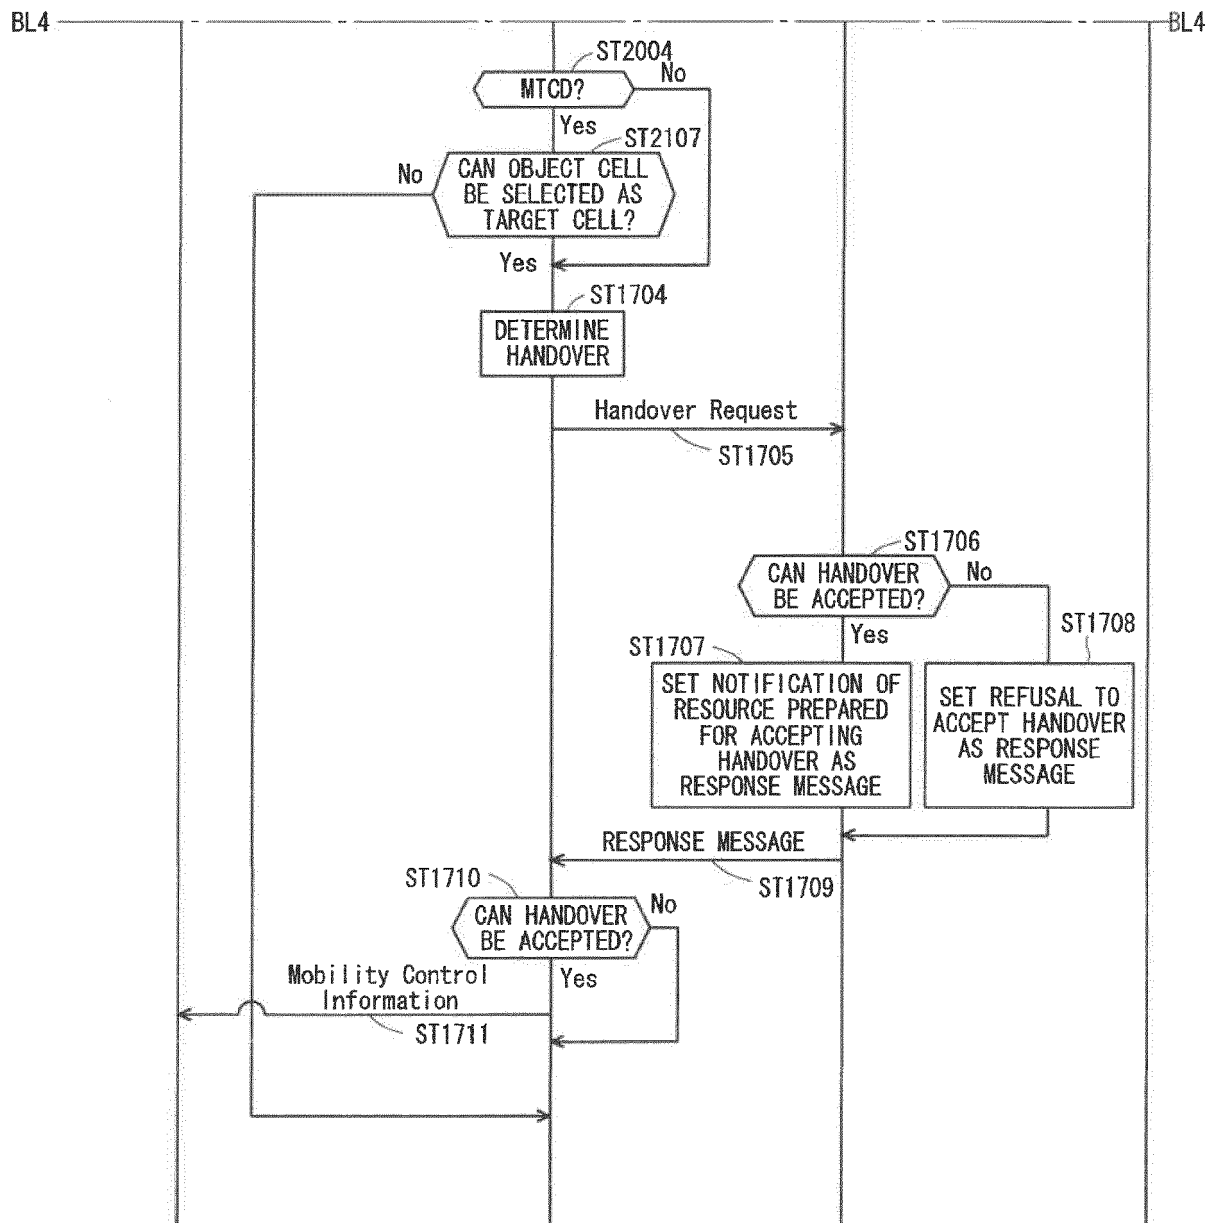 BL4
BL4
ST2004
MTCD?
No
Yes
ST2107
No
CAN OBJECT CELL
BE SELECTED AS
TARGET CELL?
Yes
ST1704
DETERMINE
HANDOVER
Handover Request
ST1705
ST1706
CAN HANDOVER
BE ACCEPTED?
No
Yes
ST1707
ST1708
SET NOTIFICATION OF
RESOURCE PREPARED
FOR ACCEPTING
HANDOVER AS
RESPONSE MESSAGE
SET REFUSAL TO
ACCEPT HANDOVER
AS RESPONSE
MESSAGE
RESPONSE MESSAGE
ST1709
ST1710
CAN HANDOVER
BE ACCEPTED?
No
Yes
Mobility Control
Information
ST1711